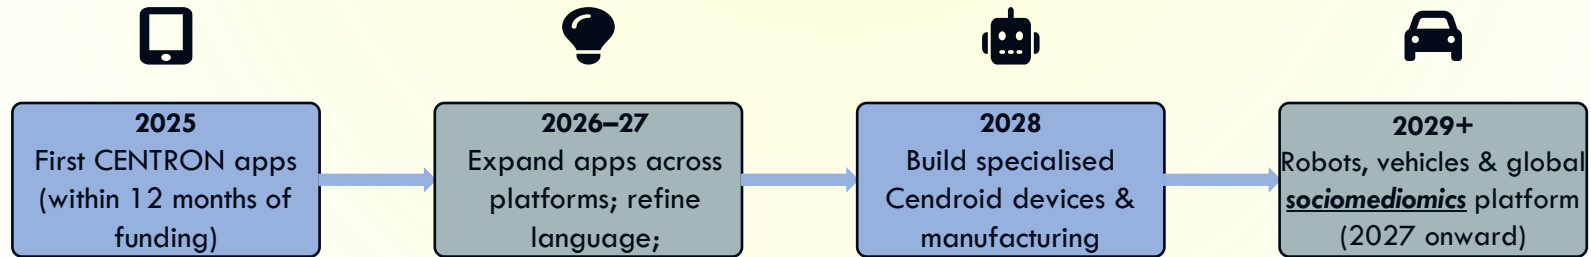 2025
First CENTRON apps
(within 12 months of
funding)
2026–27
Expand apps across
platforms; refine
language;
2028
Build specialised
Cendroid devices &
manufacturing
2029+
Robots, vehicles & global
sociomediomics platform
(2027 onward)